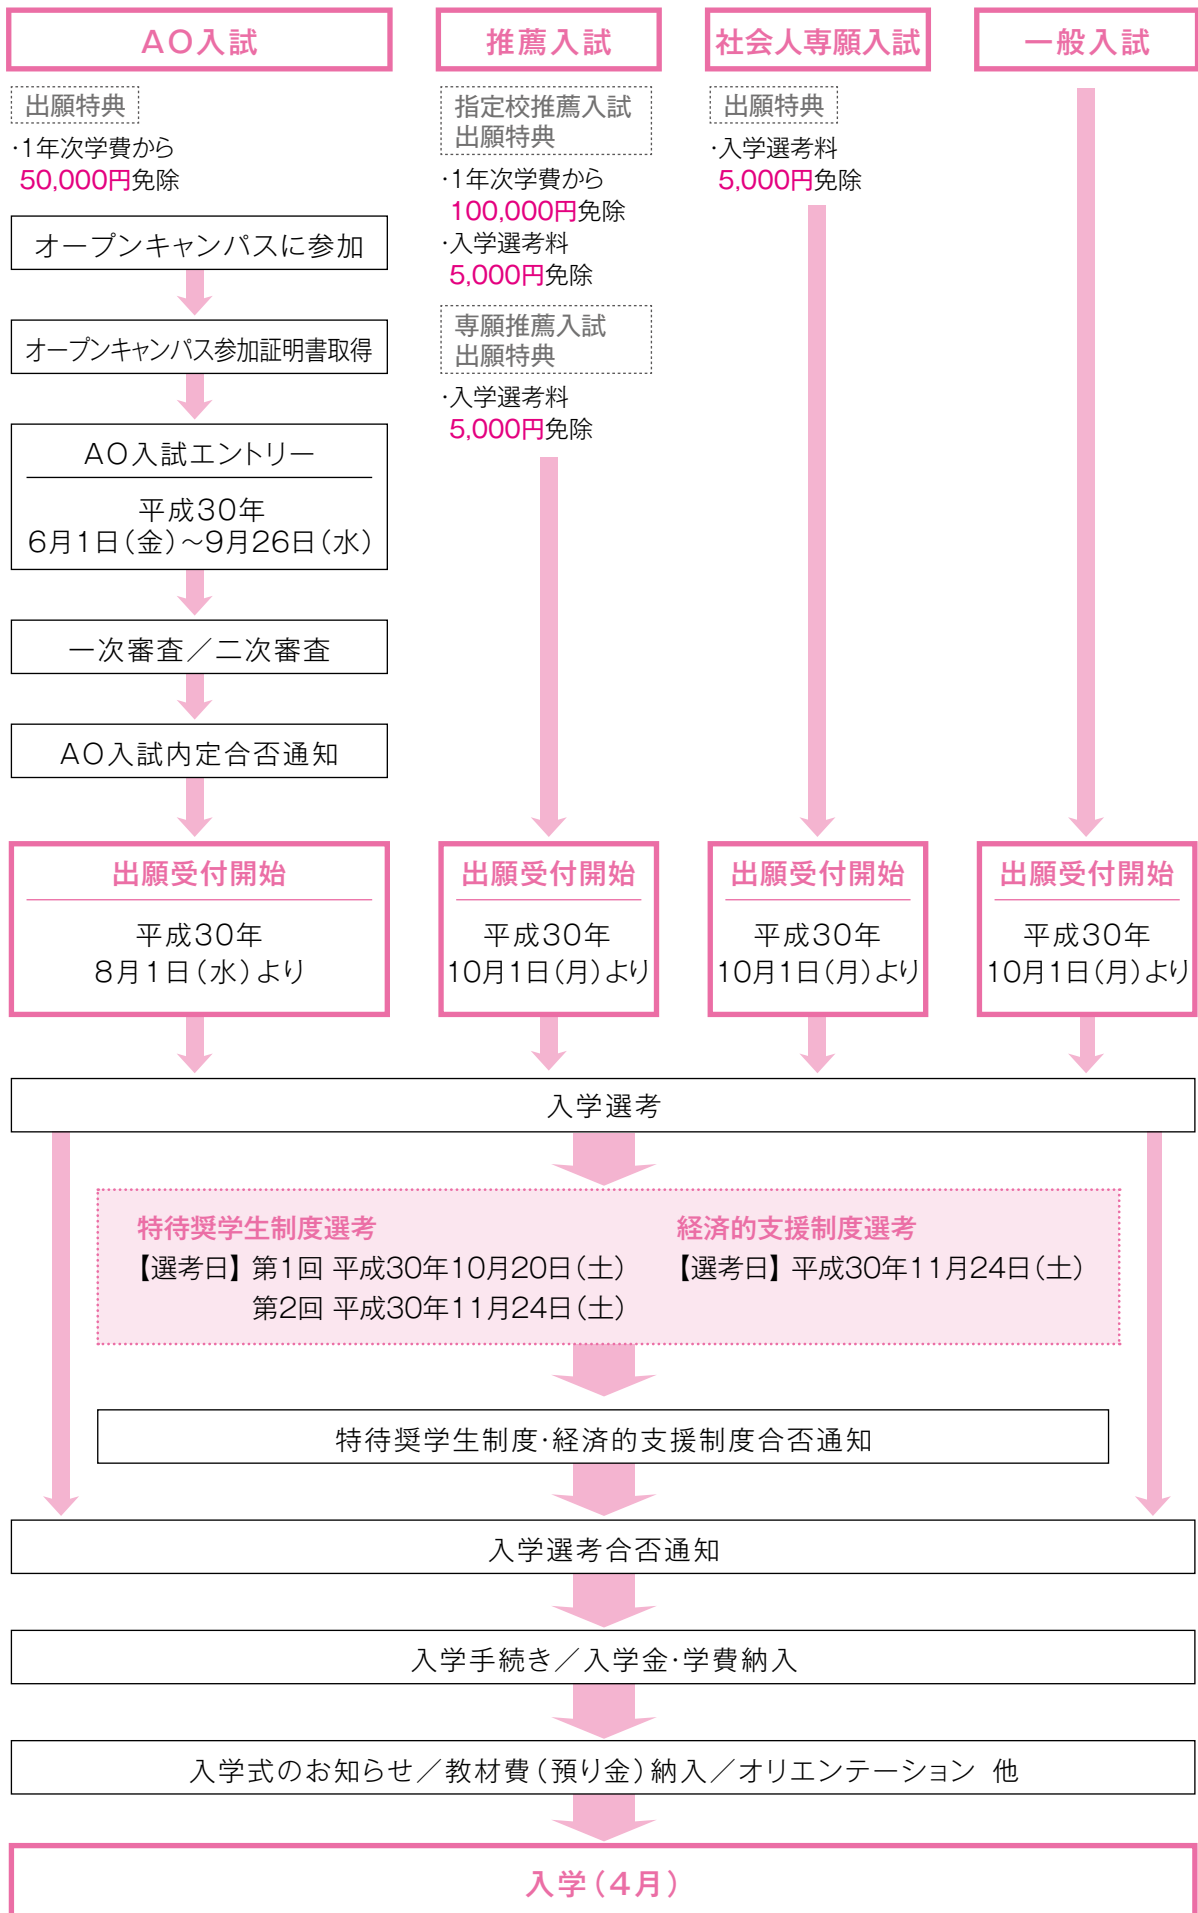 AO入試
出願特典
・1年次学費から
50,000円免除
オープンキャンパスに参加
オープンキャンパス参加証明書取得
AO入試エントリー
平成30年
6月1日（金）～9月26日（水）
一次審査／二次審査
AO入試内定合否通知
出願受付開始
平成30年
8月1日（水）より
推薦入試
指定校推薦入試
出願特典
・1年次学費から
100,000円免除
・入学選考料
5,000円免除
専願推薦入試
出願特典
・入学選考料
5,000円免除
出願受付開始
平成30年
10月1日（月）より
社会人専願入試
出願特典
・入学選考料
5,000円免除
出願受付開始
平成30年
10月1日（月）より
一般入試
出願受付開始
平成30年
10月1日（月）より
入学選考
特待奨学生制度選考
【選考日】第1回 平成30年10月20日（土）
第2回 平成30年11月24日（土）
経済的支援制度選考
【選考日】平成30年11月24日（土）
特待奨学生制度・経済的支援制度合否通知
入学選考合否通知
入学手続き／入学金・学費納入
入学式のお知らせ／教材費（預り金）納入／オリエンテーション 他
入学（4月）